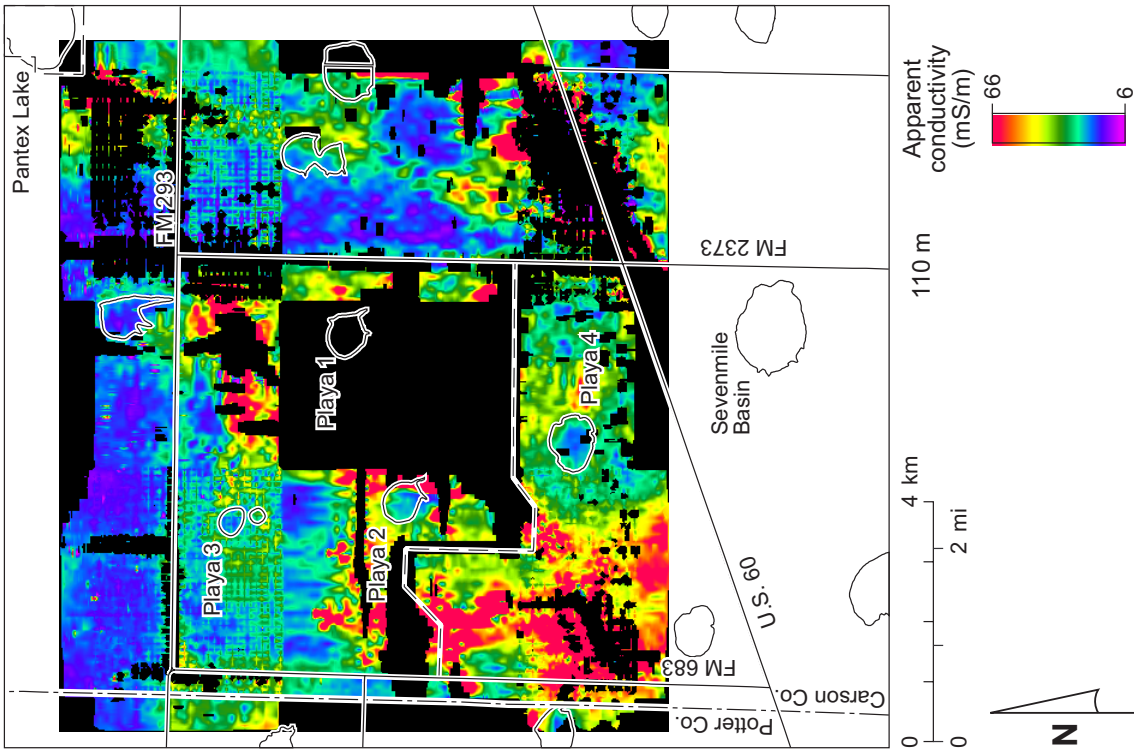 Pantex Lake
FM 293
Playa 1
Playa 3
Playa 2
Playa 4
FM 2373
Sevenmile
Basin
U.S. 60
FM 683
Carson Co.
Potter Co.
Apparent
conductivity
(mS/m)
66
6
110 m
0 4 km
0 2 mi
N